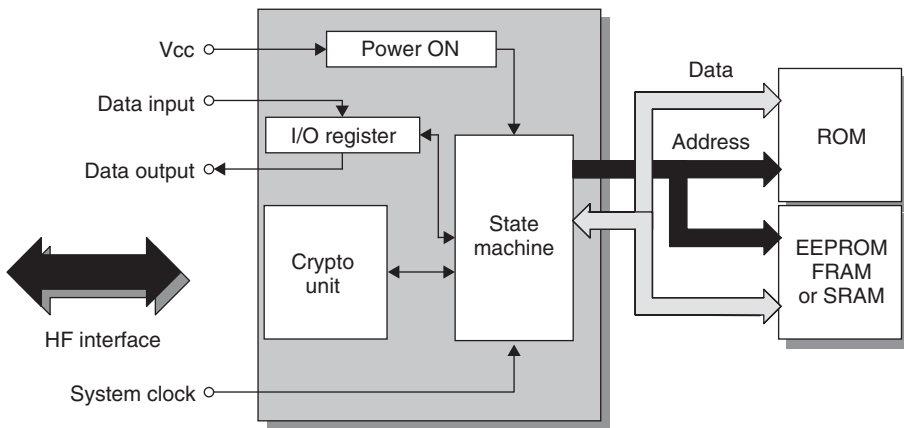 Vcc
Power ON
Data
Data input
I/O register
Address
ROM
Data output
State
machine
Crypto
unit
EEPROM
FRAM
or SRAM
HF interface
System clock